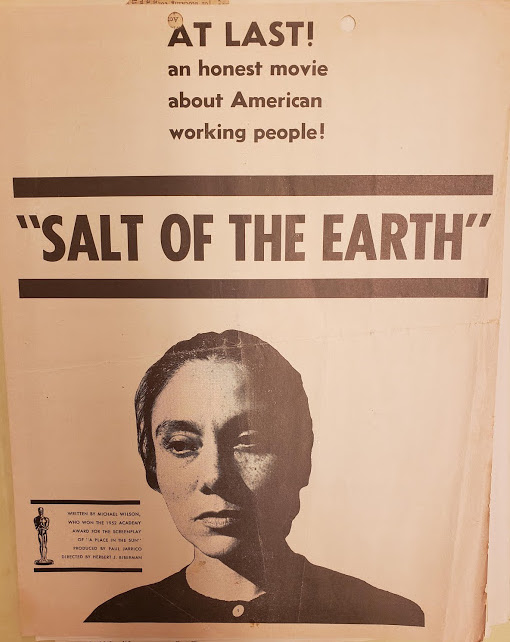 AT LAST!
an honest movie
about American
working people!
"SALT OF THE EARTH"
WRITTEN BY MICHAEL WILSON,
WHO WON THE 1952 ACADEMY
AWARD FOR THE SCREENPLAY
OF "A PLACE IN THE SUN"
PRODUCED BY PAUL JARRICO
DIRECTED BY HERBERT J. BIBERMAN